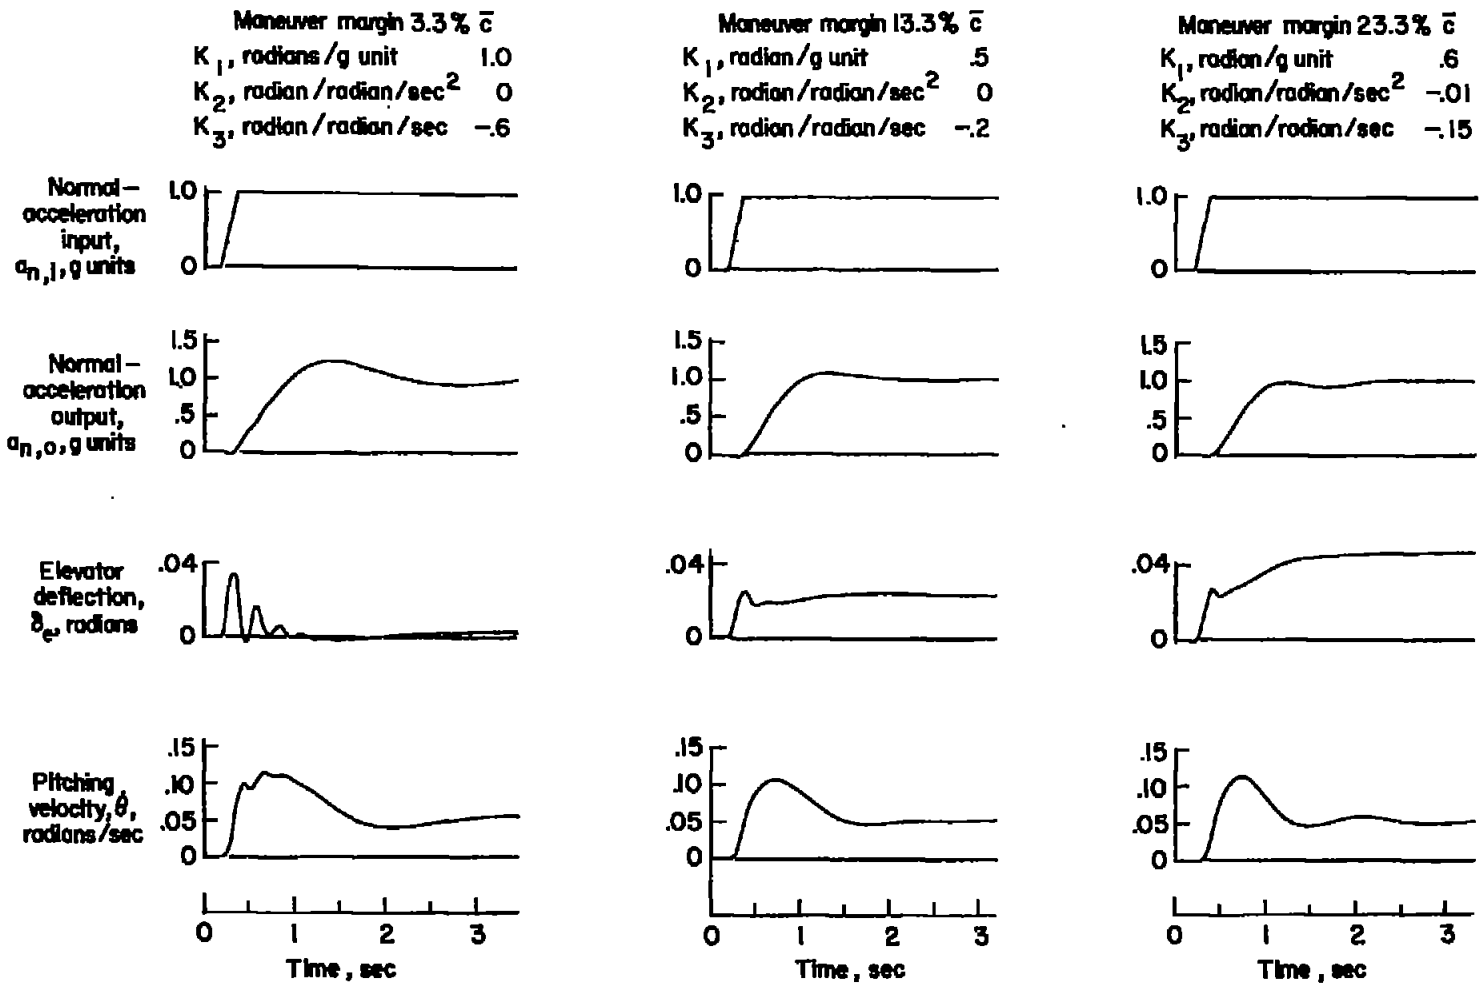 Maneuver margin 3.3% c̄
K1, radians/g unit 1.0
K2, radian/radian/sec2 0
K3, radian/radian/sec -.6
Maneuver margin 13.3% c̄
K1, radian/g unit .5
K2, radian/radian/sec2 0
K3, radian/radian/sec -.2
Maneuver margin 23.3% c̄
K1, radian/g unit .6
K2, radian/radian/sec2 -.01
K3, radian/radian/sec -.15
Normal-
acceleration
input,
an,i, g units
1.0
0
1.0
0
1.0
0
Normal-
acceleration
output,
an,o, g units
1.5
1.0
.5
0
1.5
1.0
.5
0
1.5
1.0
.5
0
Elevator
deflection,
δe, radians
.04
0
.04
0
.04
0
Pitching
velocity, θ̇,
radians/sec
.15
.10
.05
0
.15
.10
.05
0
.15
.10
.05
0
0 1 2 3
Time, sec
0 1 2 3
Time, sec
0 1 2 3
Time, sec